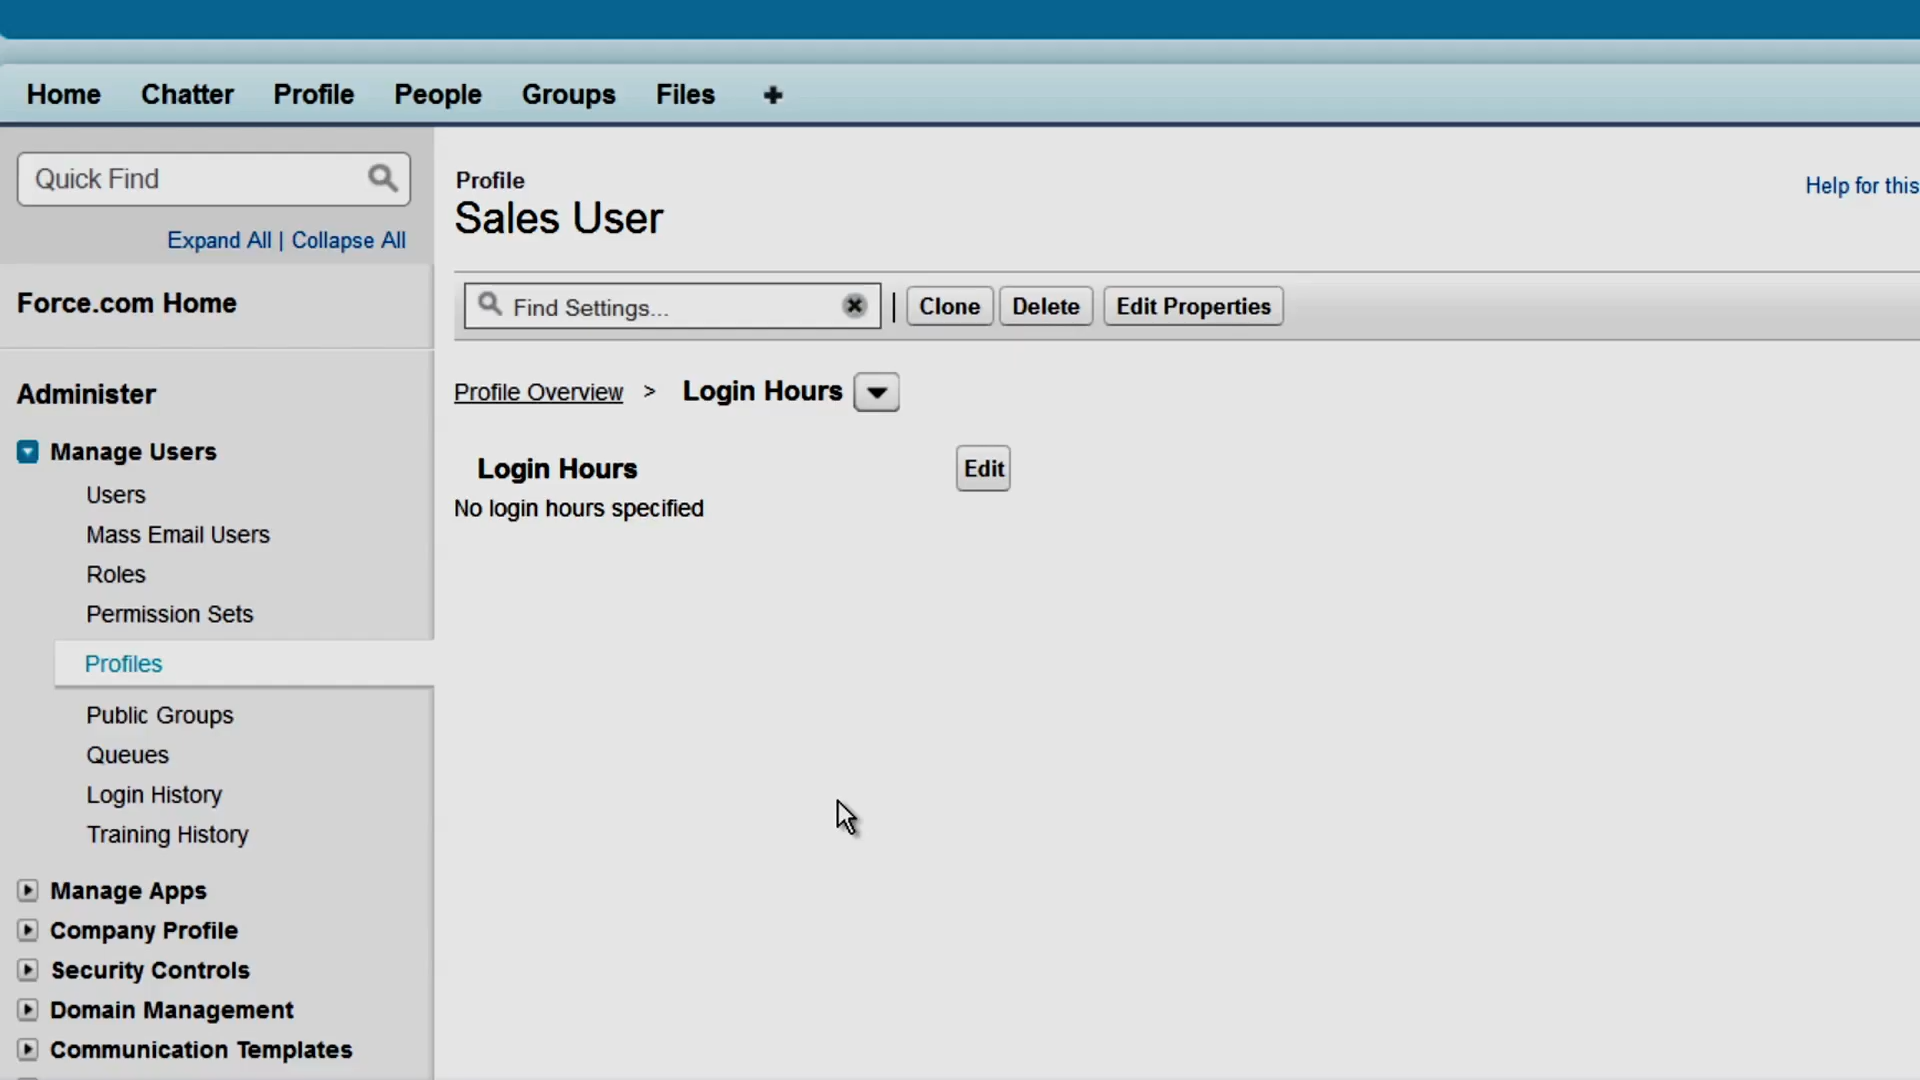 Home Chatter Profile People Groups Files
Quick Find
Expand All | Collapse All
Force.com Home
Administer
Manage Users
Users
Mass Email Users
Roles
Permission Sets
Profiles
Public Groups
Queues
Login History
Training History
Manage Apps
Company Profile
Security Controls
Domain Management
Communication Templates
Profile
Sales User
Help for this
Find Settings... | Clone Delete Edit Properties
Profile Overview > Login Hours
Login Hours Edit
No login hours specified